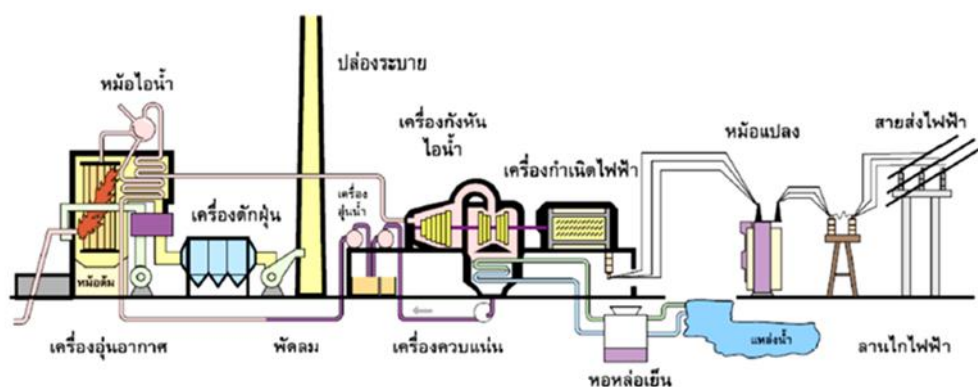 ปล่องระบาย
หม้อไอน้ำ
เครื่องกังหัน
ไอน้ำ
หม้อแปลง
สายส่งไฟฟ้า
เครื่องกำเนิดไฟฟ้า
เครื่อง
อุ่นน้ำ
เครื่องดักฝุ่น
หม้อต้ม
เครื่องอุ่นอากาศ
พัดลม
เครื่องควบแน่น
แหล่งน้ำ
ลานไกไฟฟ้า
หอหล่อเย็น